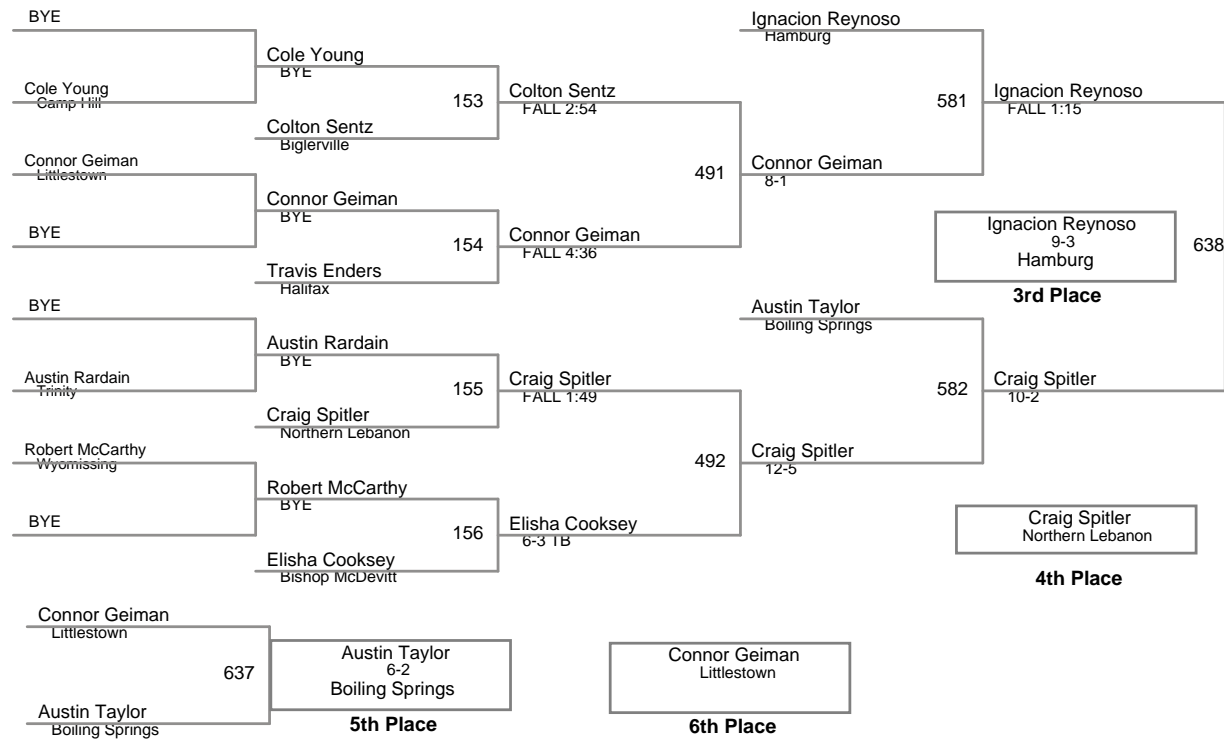 BYE
Cole Young
Camp Hill
Connor Geiman
Littlestown
BYE
BYE
Austin Rardain
Trinity
Robert McCarthy
Wyomissing
BYE
Cole Young
BYE
153
Colton Sentz
Biglerville
Connor Geiman
BYE
154
Travis Enders
Halifax
Austin Rardain
BYE
155
Craig Spitler
Northern Lebanon
Robert McCarthy
BYE
156
Elisha Cooksey
Bishop McDevitt
Colton Sentz
FALL 2:54
491
Connor Geiman
FALL 4:36
Craig Spitler
FALL 1:49
492
Elisha Cooksey
6-3 TB
Ignacion Reynoso
Hamburg
581
Connor Geiman
8-1
Austin Taylor
Boiling Springs
582
Craig Spitler
12-5
Ignacion Reynoso
FALL 1:15
638
Craig Spitler
10-2
Ignacion Reynoso
9-3
Hamburg
3rd Place
Craig Spitler
Northern Lebanon
4th Place
Connor Geiman
Littlestown
637
Austin Taylor
Boiling Springs
Austin Taylor
6-2
Boiling Springs
5th Place
Connor Geiman
Littlestown
6th Place